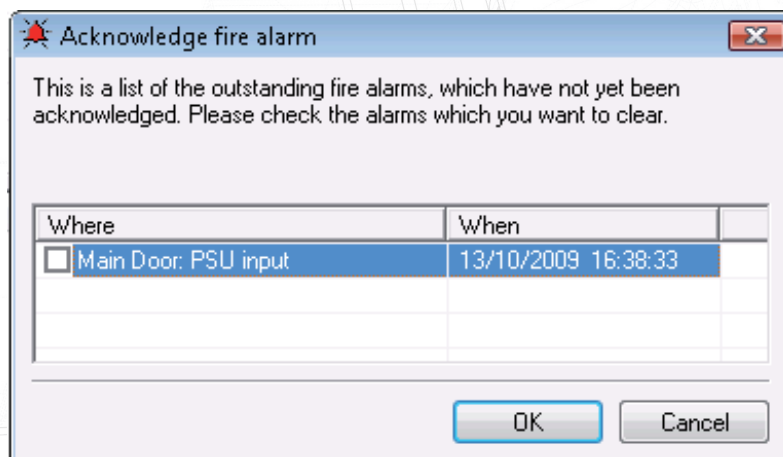 Acknowledge fire alarm
This is a list of the outstanding fire alarms, which have not yet been
acknowledged. Please check the alarms which you want to clear.
Where When
Main Door: PSU input 13/10/2009 16:38:33
OK Cancel